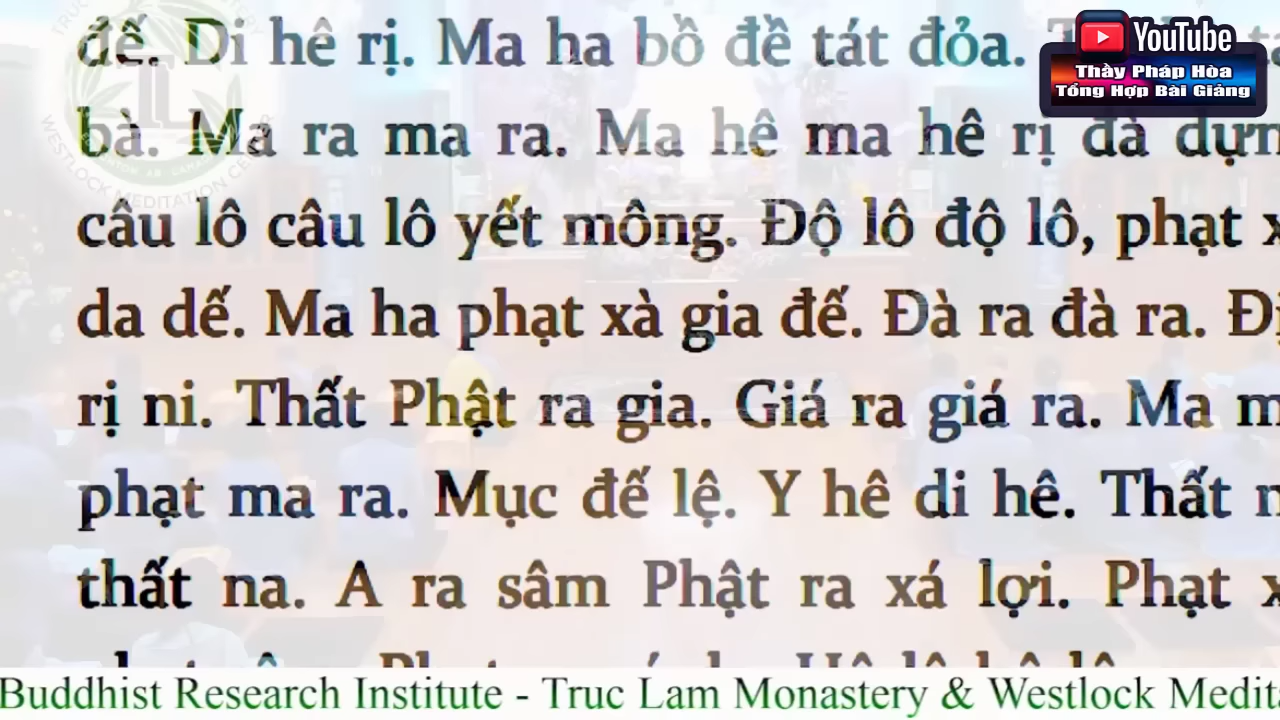 đế. Di hê rị. Ma ha bồ đề tát đỏa.
YouTube
Thầy Pháp Hòa
Tổng Hợp Bài Giảng
bà. Ma ra ma ra. Ma hê ma hê rị đà
câu lô câu lô yết mông. Độ lô độ lô, phạt
da dế. Ma ha phạt xà gia đế. Đà ra đà ra.
rị ni. Thất Phật ra gia. Giá ra giá ra. Ma
phạt ma ra. Mục đế lệ. Y hê di hê. Thất
thất na. A ra sâm Phật ra xá lợi. Phạt
WESTLOCK MEDITATION CENTER
Buddhist Research Institute - Truc Lam Monastery & Westlock